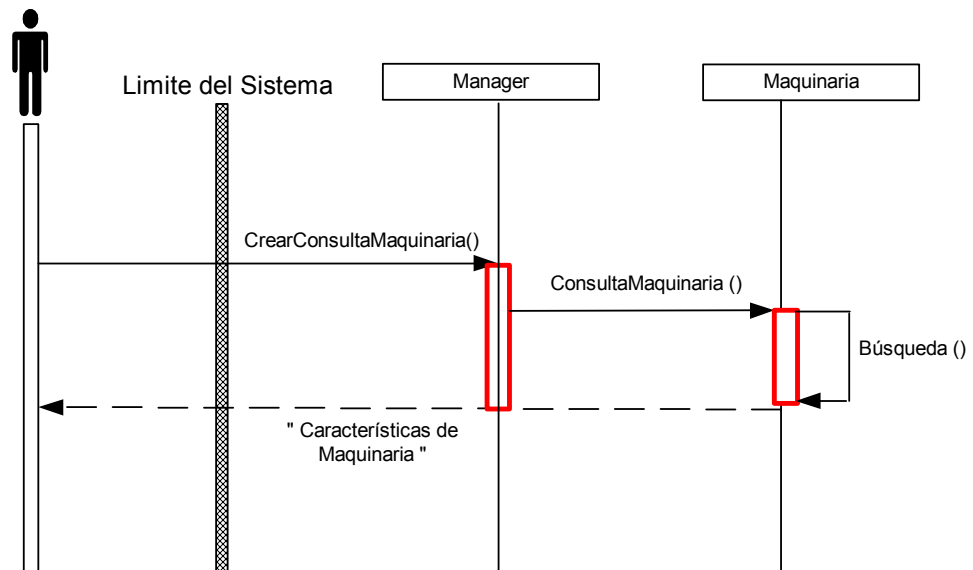 Limite del Sistema
Manager
Maquinaria
CrearConsultaMaquinaria()
ConsultaMaquinaria ()
Búsqueda ()
" Características de
Maquinaria "